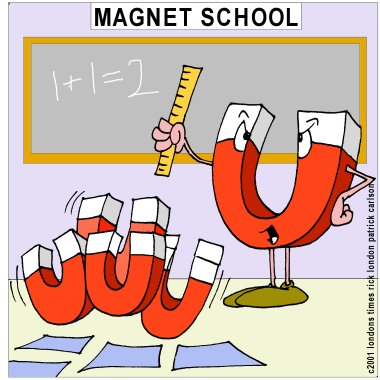 MAGNET SCHOOL
1+1=2
c2001 londons times rick london patrick carlson